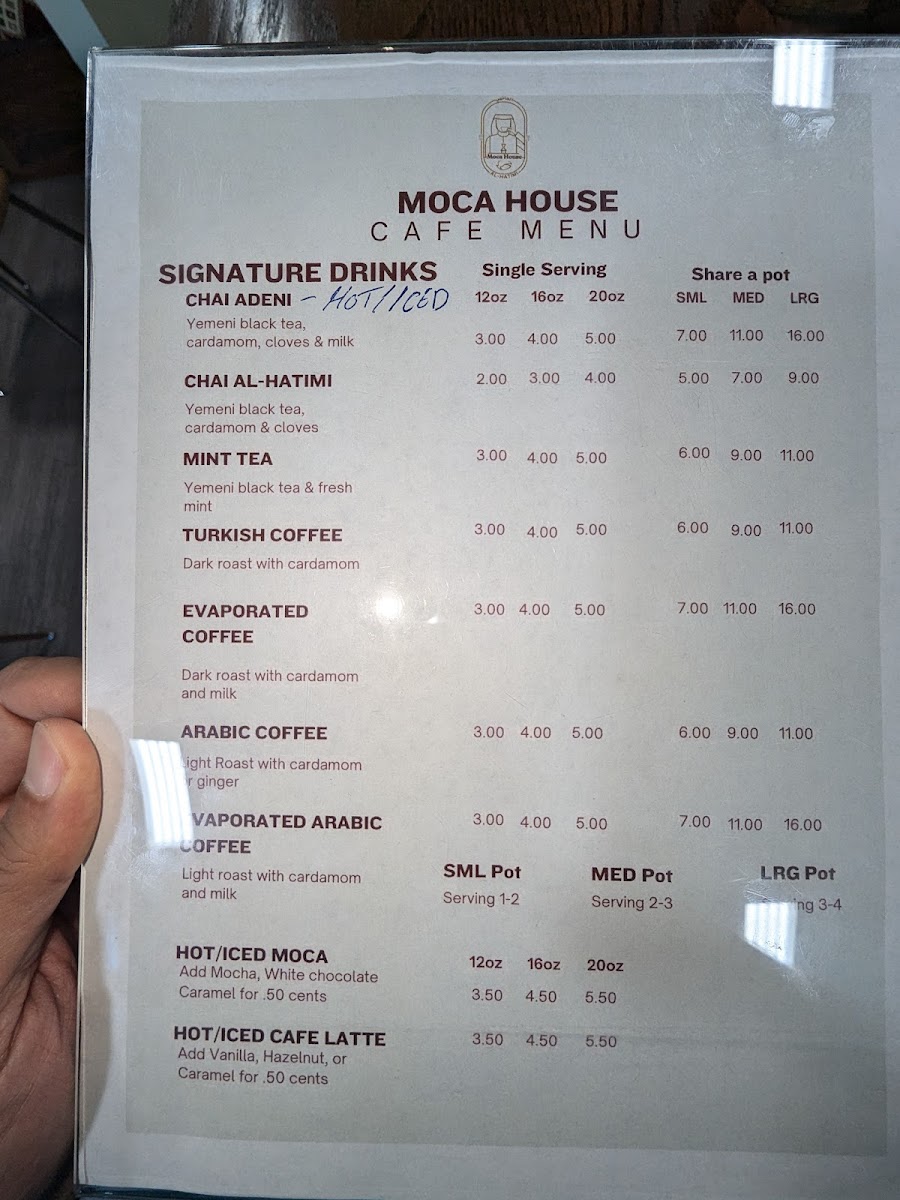 MOCA HOUSE
AL-HATIMI
MOCA HOUSE
CAFE MENU
SIGNATURE DRINKS Single Serving Share a pot
CHAI ADENI - HOT/ICED 12oz 16oz 20oz SML MED LRG
Yemeni black tea,
cardamom, cloves & milk 3.00 4.00 5.00 7.00 11.00 16.00
CHAI AL-HATIMI 2.00 3.00 4.00 5.00 7.00 9.00
Yemeni black tea,
cardamom & cloves
MINT TEA 3.00 4.00 5.00 6.00 9.00 11.00
Yemeni black tea & fresh
mint
TURKISH COFFEE 3.00 4.00 5.00 6.00 9.00 11.00
Dark roast with cardamom
EVAPORATED 3.00 4.00 5.00 7.00 11.00 16.00
COFFEE
Dark roast with cardamom
and milk
ARABIC COFFEE 3.00 4.00 5.00 6.00 9.00 11.00
Light Roast with cardamom
or ginger
EVAPORATED ARABIC 3.00 4.00 5.00 7.00 11.00 16.00
COFFEE
Light roast with cardamom
and milk
SML Pot MED Pot LRG Pot
Serving 1-2 Serving 2-3 Serving 3-4
HOT/ICED MOCA 12oz 16oz 20oz
Add Mocha, White chocolate
Caramel for .50 cents 3.50 4.50 5.50
HOT/ICED CAFE LATTE 3.50 4.50 5.50
Add Vanilla, Hazelnut, or
Caramel for .50 cents